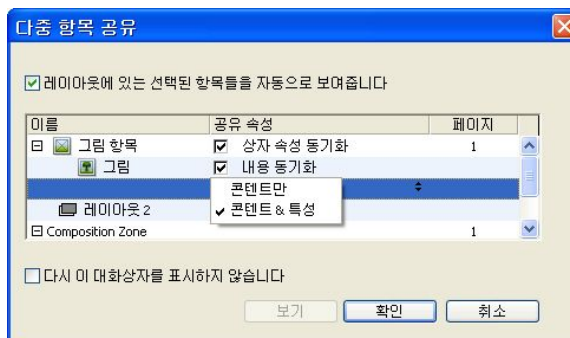 다중 항목 공유
레이아웃에 있는 선택된 항목들을 자동으로 보여줍니다
이름 공유 속성 페이지
그림 항목 상자 속성 동기화 1
그림 내용 동기화
콘텐트만
레이아웃 2 콘텐트 & 특성
Composition Zone 1
다시 이 대화상자를 표시하지 않습니다
보기 확인 취소